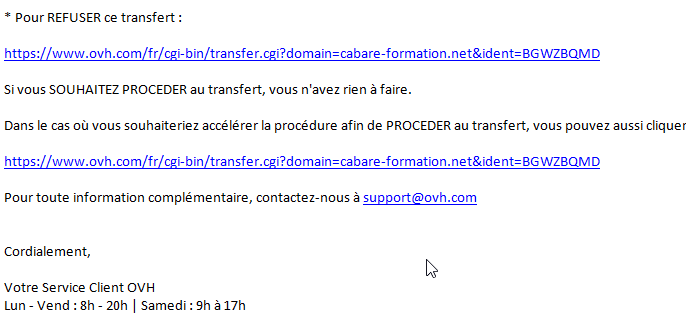 * Pour REFUSER ce transfert :
https://www.ovh.com/fr/cgi-bin/transfer.cgi?domain=cabare-formation.net&ident=BGWZBQMD
Si vous SOUHAITEZ PROCEDER au transfert, vous n'avez rien à faire.
Dans le cas où vous souhaiteriez accélérer la procédure afin de PROCEDER au transfert, vous pouvez aussi cliquer
https://www.ovh.com/fr/cgi-bin/transfer.cgi?domain=cabare-formation.net&ident=BGWZBQMD
Pour toute information complémentaire, contactez-nous à support@ovh.com
Cordialement,
Votre Service Client OVH
Lun - Vend : 8h - 20h | Samedi : 9h à 17h